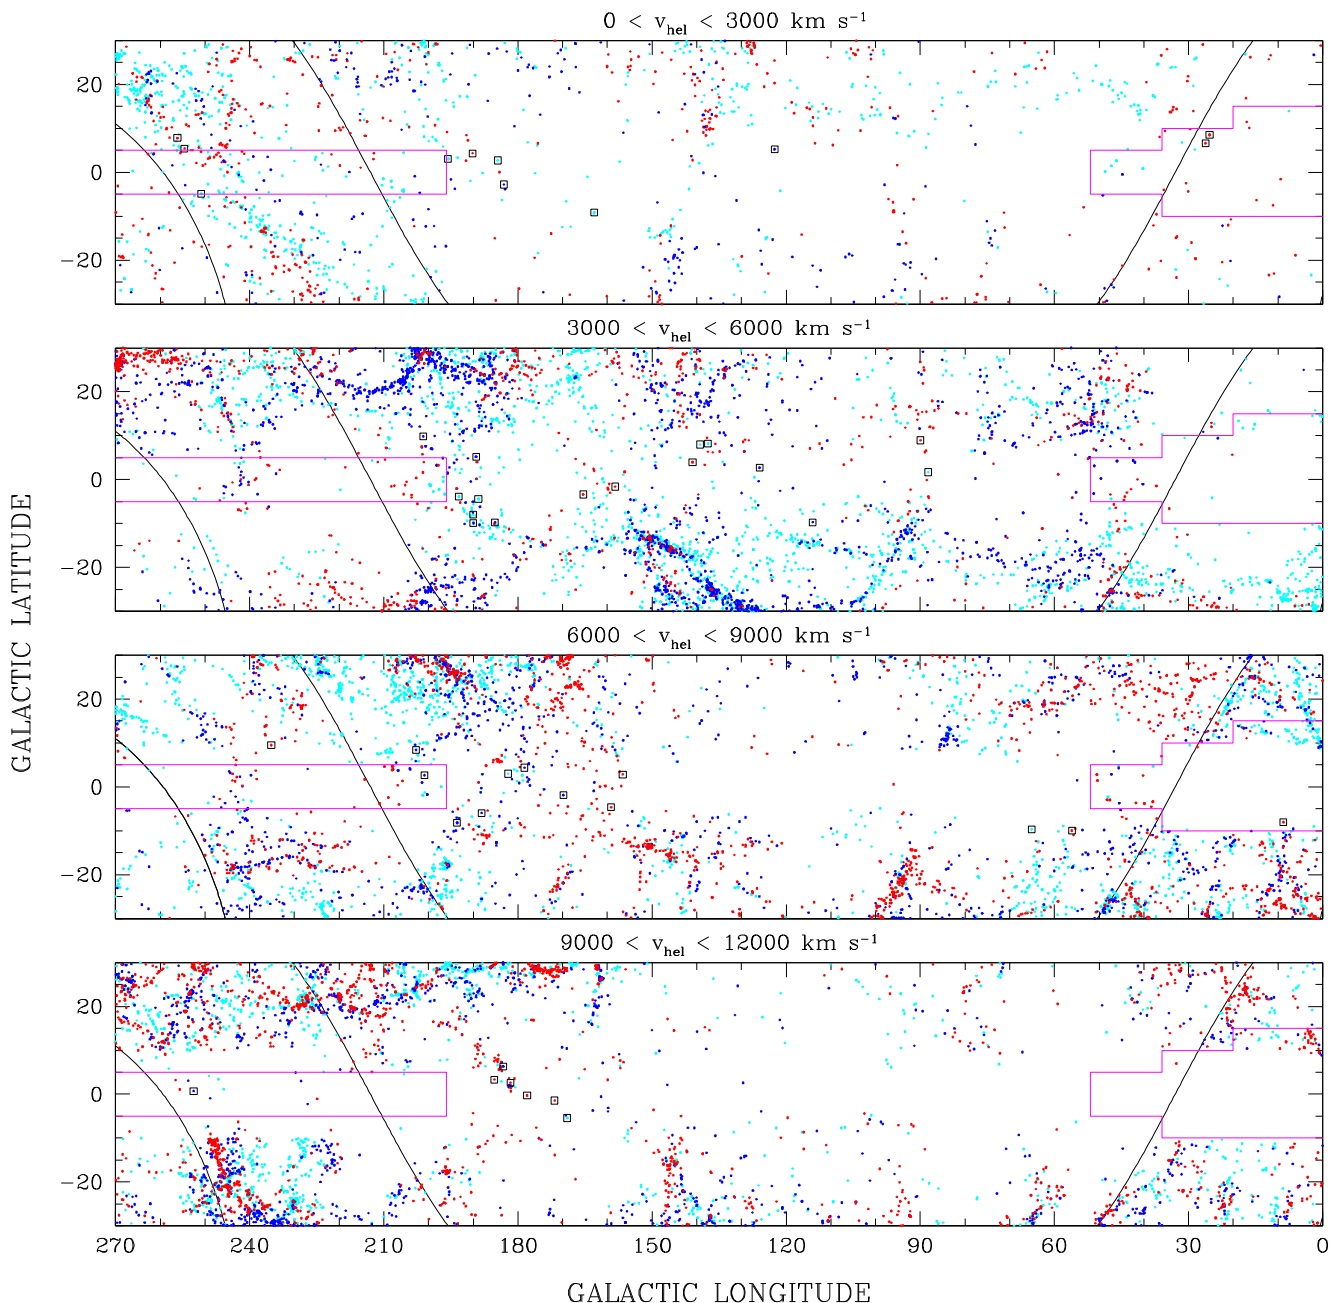 0 < v_hel < 3000 km s⁻¹
20
0
−20
3000 < v_hel < 6000 km s⁻¹
20
0
−20
6000 < v_hel < 9000 km s⁻¹
20
0
−20
9000 < v_hel < 12000 km s⁻¹
20
0
−20
270 240 210 180 150 120 90 60 30 0
GALACTIC LONGITUDE
GALACTIC LATITUDE